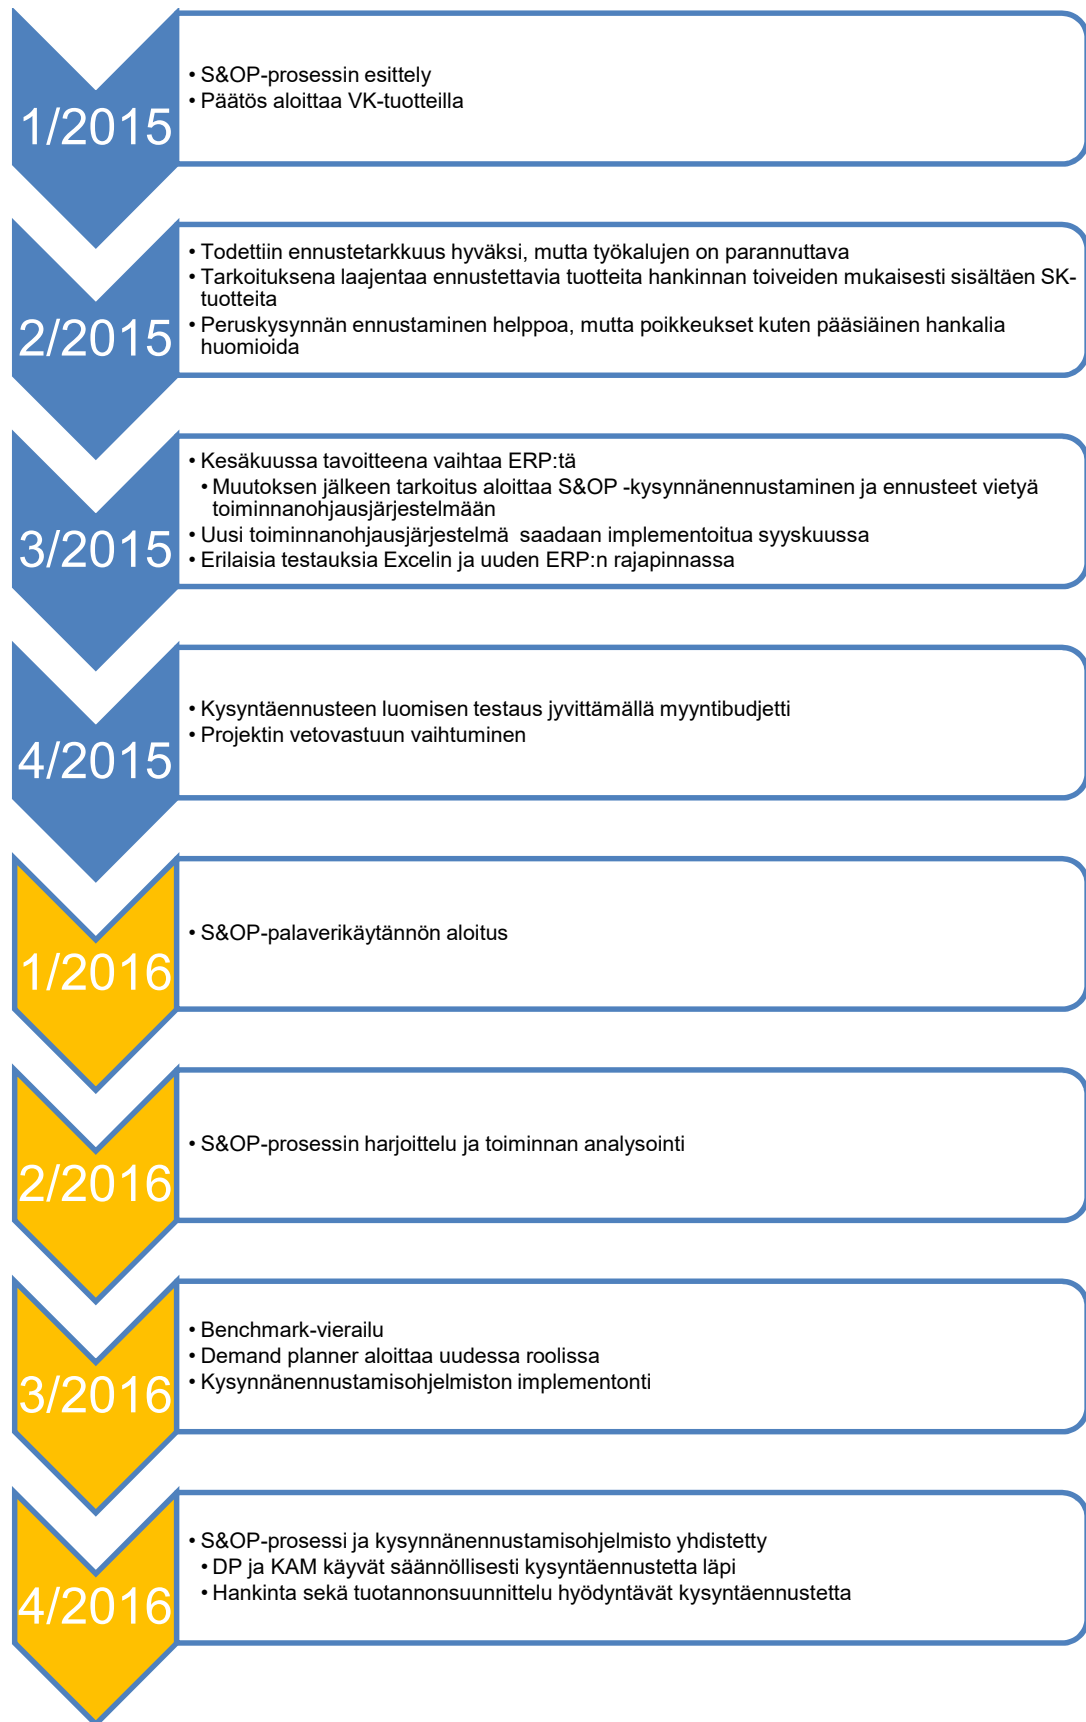 1/2015
• S&OP-prosessin esittely
• Päätös aloittaa VK-tuotteilla
2/2015
• Todettiin ennustetarkkuus hyväksi, mutta työkalujen on parannuttava
• Tarkoituksena laajentaa ennustettavia tuotteita hankinnan toiveiden mukaisesti sisältäen SK-
tuotteita
• Peruskysynnän ennustaminen helppoa, mutta poikkeukset kuten pääsiäinen hankalia
huomioida
3/2015
• Kesäkuussa tavoitteena vaihtaa ERP:tä
• Muutoksen jälkeen tarkoitus aloittaa S&OP -kysynnänennustaminen ja ennusteet vietyä
toiminnanohjausjärjestelmään
• Uusi toiminnanohjausjärjestelmä saadaan implementoitua syyskuussa
• Erilaisia testauksia Excelin ja uuden ERP:n rajapinnassa
4/2015
• Kysyntäennusteen luomisen testaus jyvittämällä myyntibudjetti
• Projektin vetovastuun vaihtuminen
1/2016
• S&OP-palaverikäytännön aloitus
2/2016
• S&OP-prosessin harjoittelu ja toiminnan analysointi
3/2016
• Benchmark-vierailu
• Demand planner aloittaa uudessa roolissa
• Kysynnänennustamisohjelmiston implementonti
4/2016
• S&OP-prosessi ja kysynnänennustamisohjelmisto yhdistetty
• DP ja KAM käyvät säännöllisesti kysyntäennustetta läpi
• Hankinta sekä tuotannonsuunnittelu hyödyntävät kysyntäennustetta